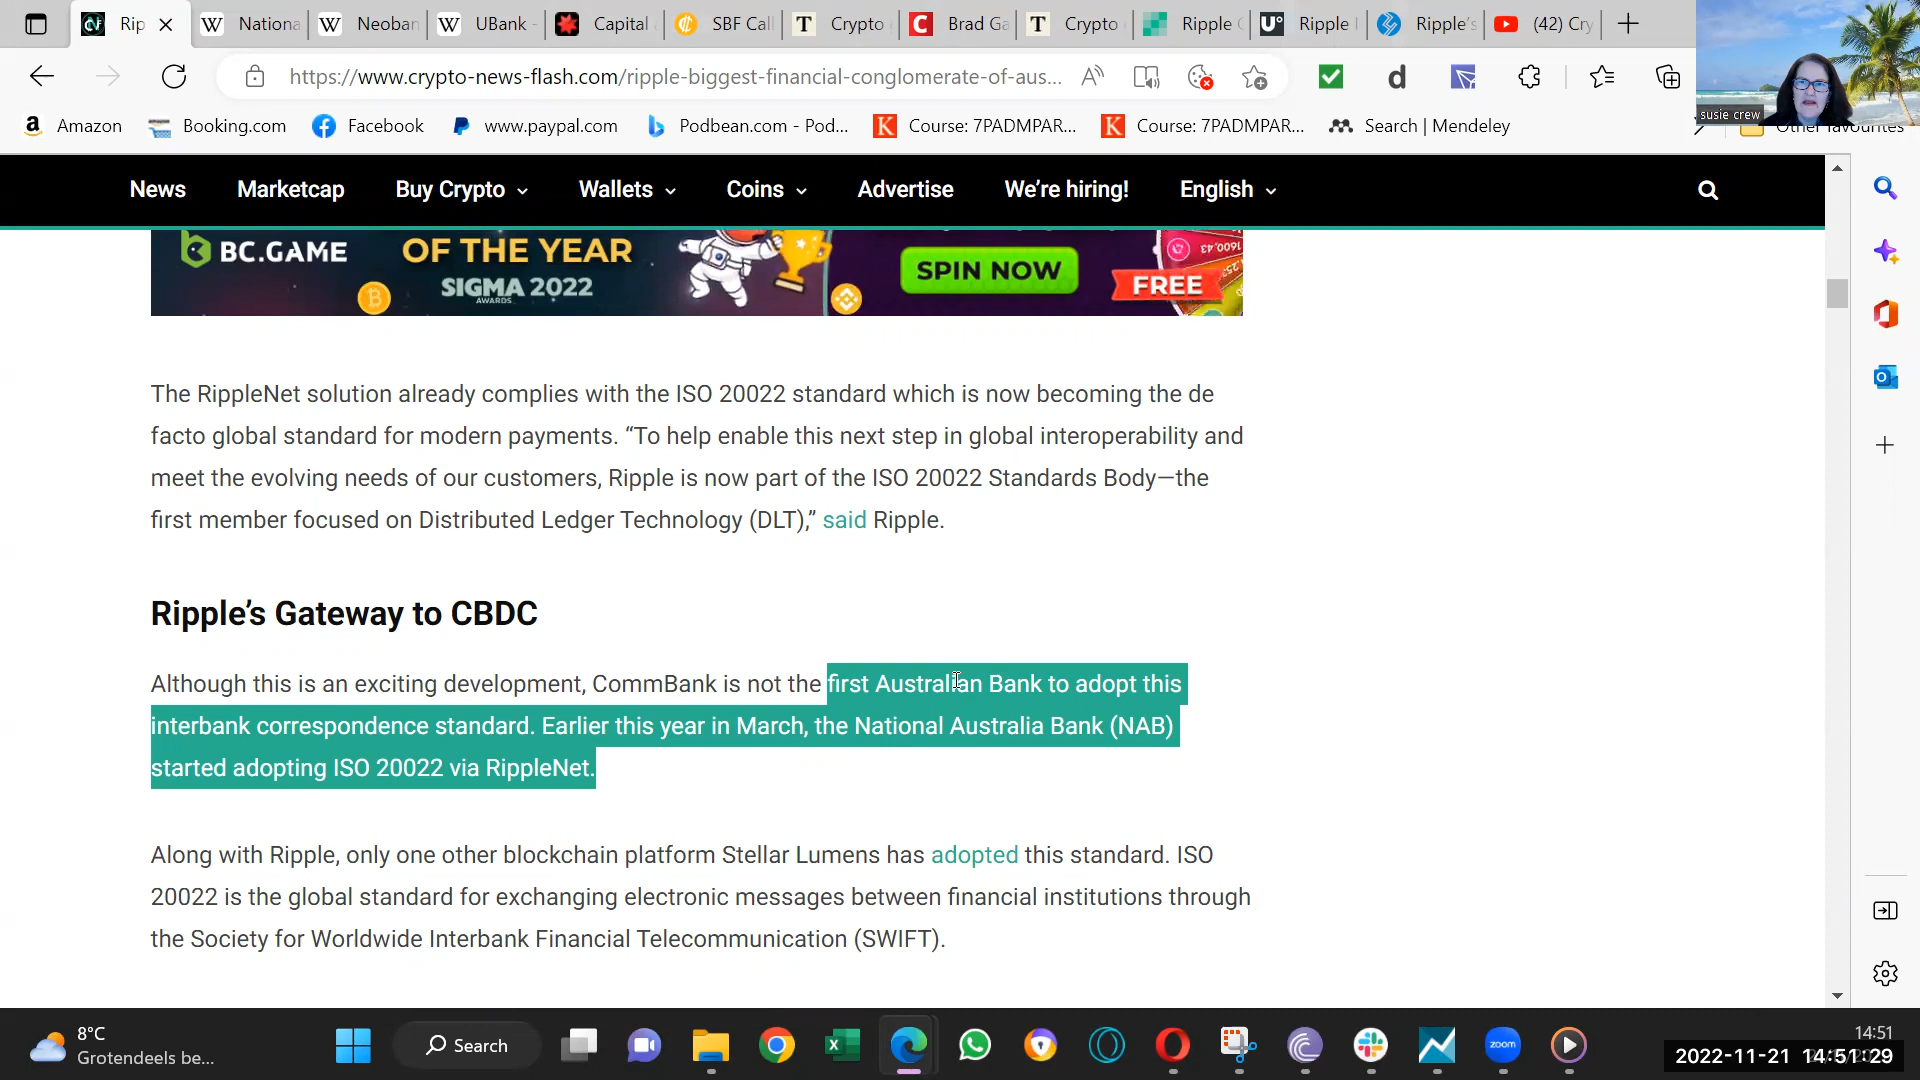 Rip
Nationa
Neoban
UBank -
Capital
SBF Call
Crypto
Brad Ga
Crypto
Ripple C
Ripple I
Ripple's
(42) Cry
https://www.crypto-news-flash.com/ripple-biggest-financial-conglomerate-of-aus...
susie crew
Amazon
Booking.com
Facebook
www.paypal.com
Podbean.com - Pod...
Course: 7PADMPAR...
Course: 7PADMPAR...
Search | Mendeley
Other favourites
News
Marketcap
Buy Crypto
Wallets
Coins
Advertise
We're hiring!
English
BC.GAME
OF THE YEAR
SIGMA 2022
AWARDS
SPIN NOW
FREE
The RippleNet solution already complies with the ISO 20022 standard which is now becoming the de
facto global standard for modern payments. “To help enable this next step in global interoperability and
meet the evolving needs of our customers, Ripple is now part of the ISO 20022 Standards Body—the
first member focused on Distributed Ledger Technology (DLT),” said Ripple.
Ripple’s Gateway to CBDC
Although this is an exciting development, CommBank is not the first Australian Bank to adopt this
interbank correspondence standard. Earlier this year in March, the National Australia Bank (NAB)
started adopting ISO 20022 via RippleNet.
Along with Ripple, only one other blockchain platform Stellar Lumens has adopted this standard. ISO
20022 is the global standard for exchanging electronic messages between financial institutions through
the Society for Worldwide Interbank Financial Telecommunication (SWIFT).
8°C
Grotendeels be...
Search
zoom
14:51
2022-11-21 14:51:29